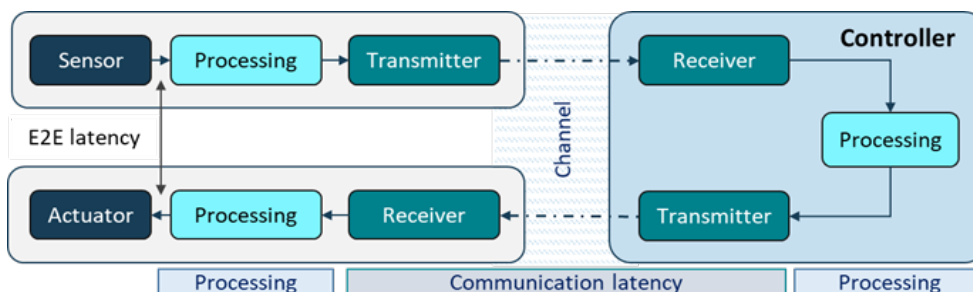 Controller
Sensor
Processing
Transmitter
Receiver
E2E latency
Channel
Processing
Actuator
Processing
Receiver
Transmitter
Processing
Communication latency
Processing